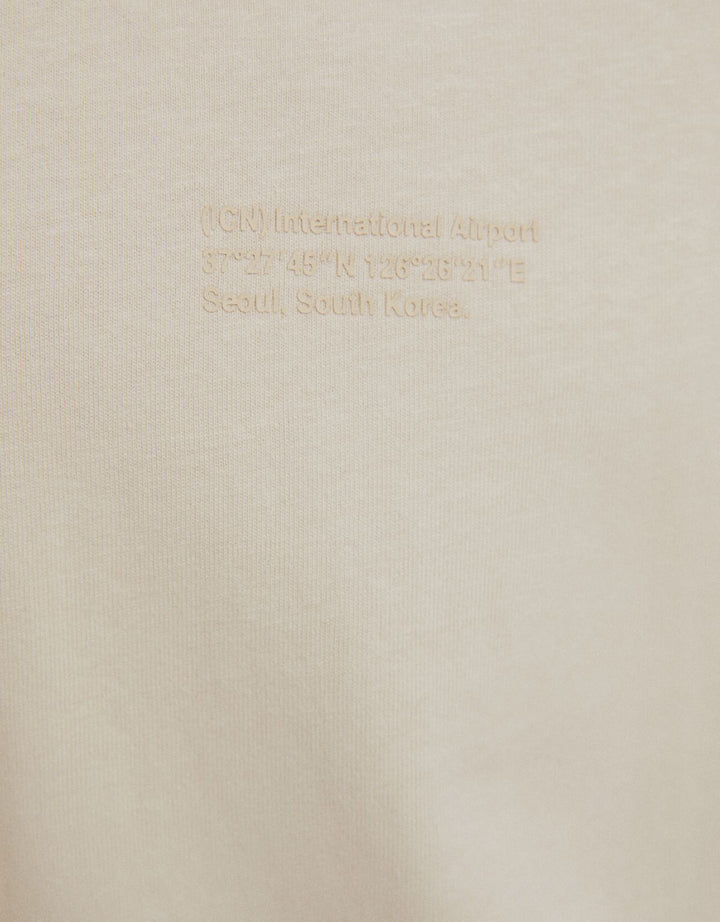 (ICN) International Airport
37°27'45"N 126°26'21"E
Seoul, South Korea.